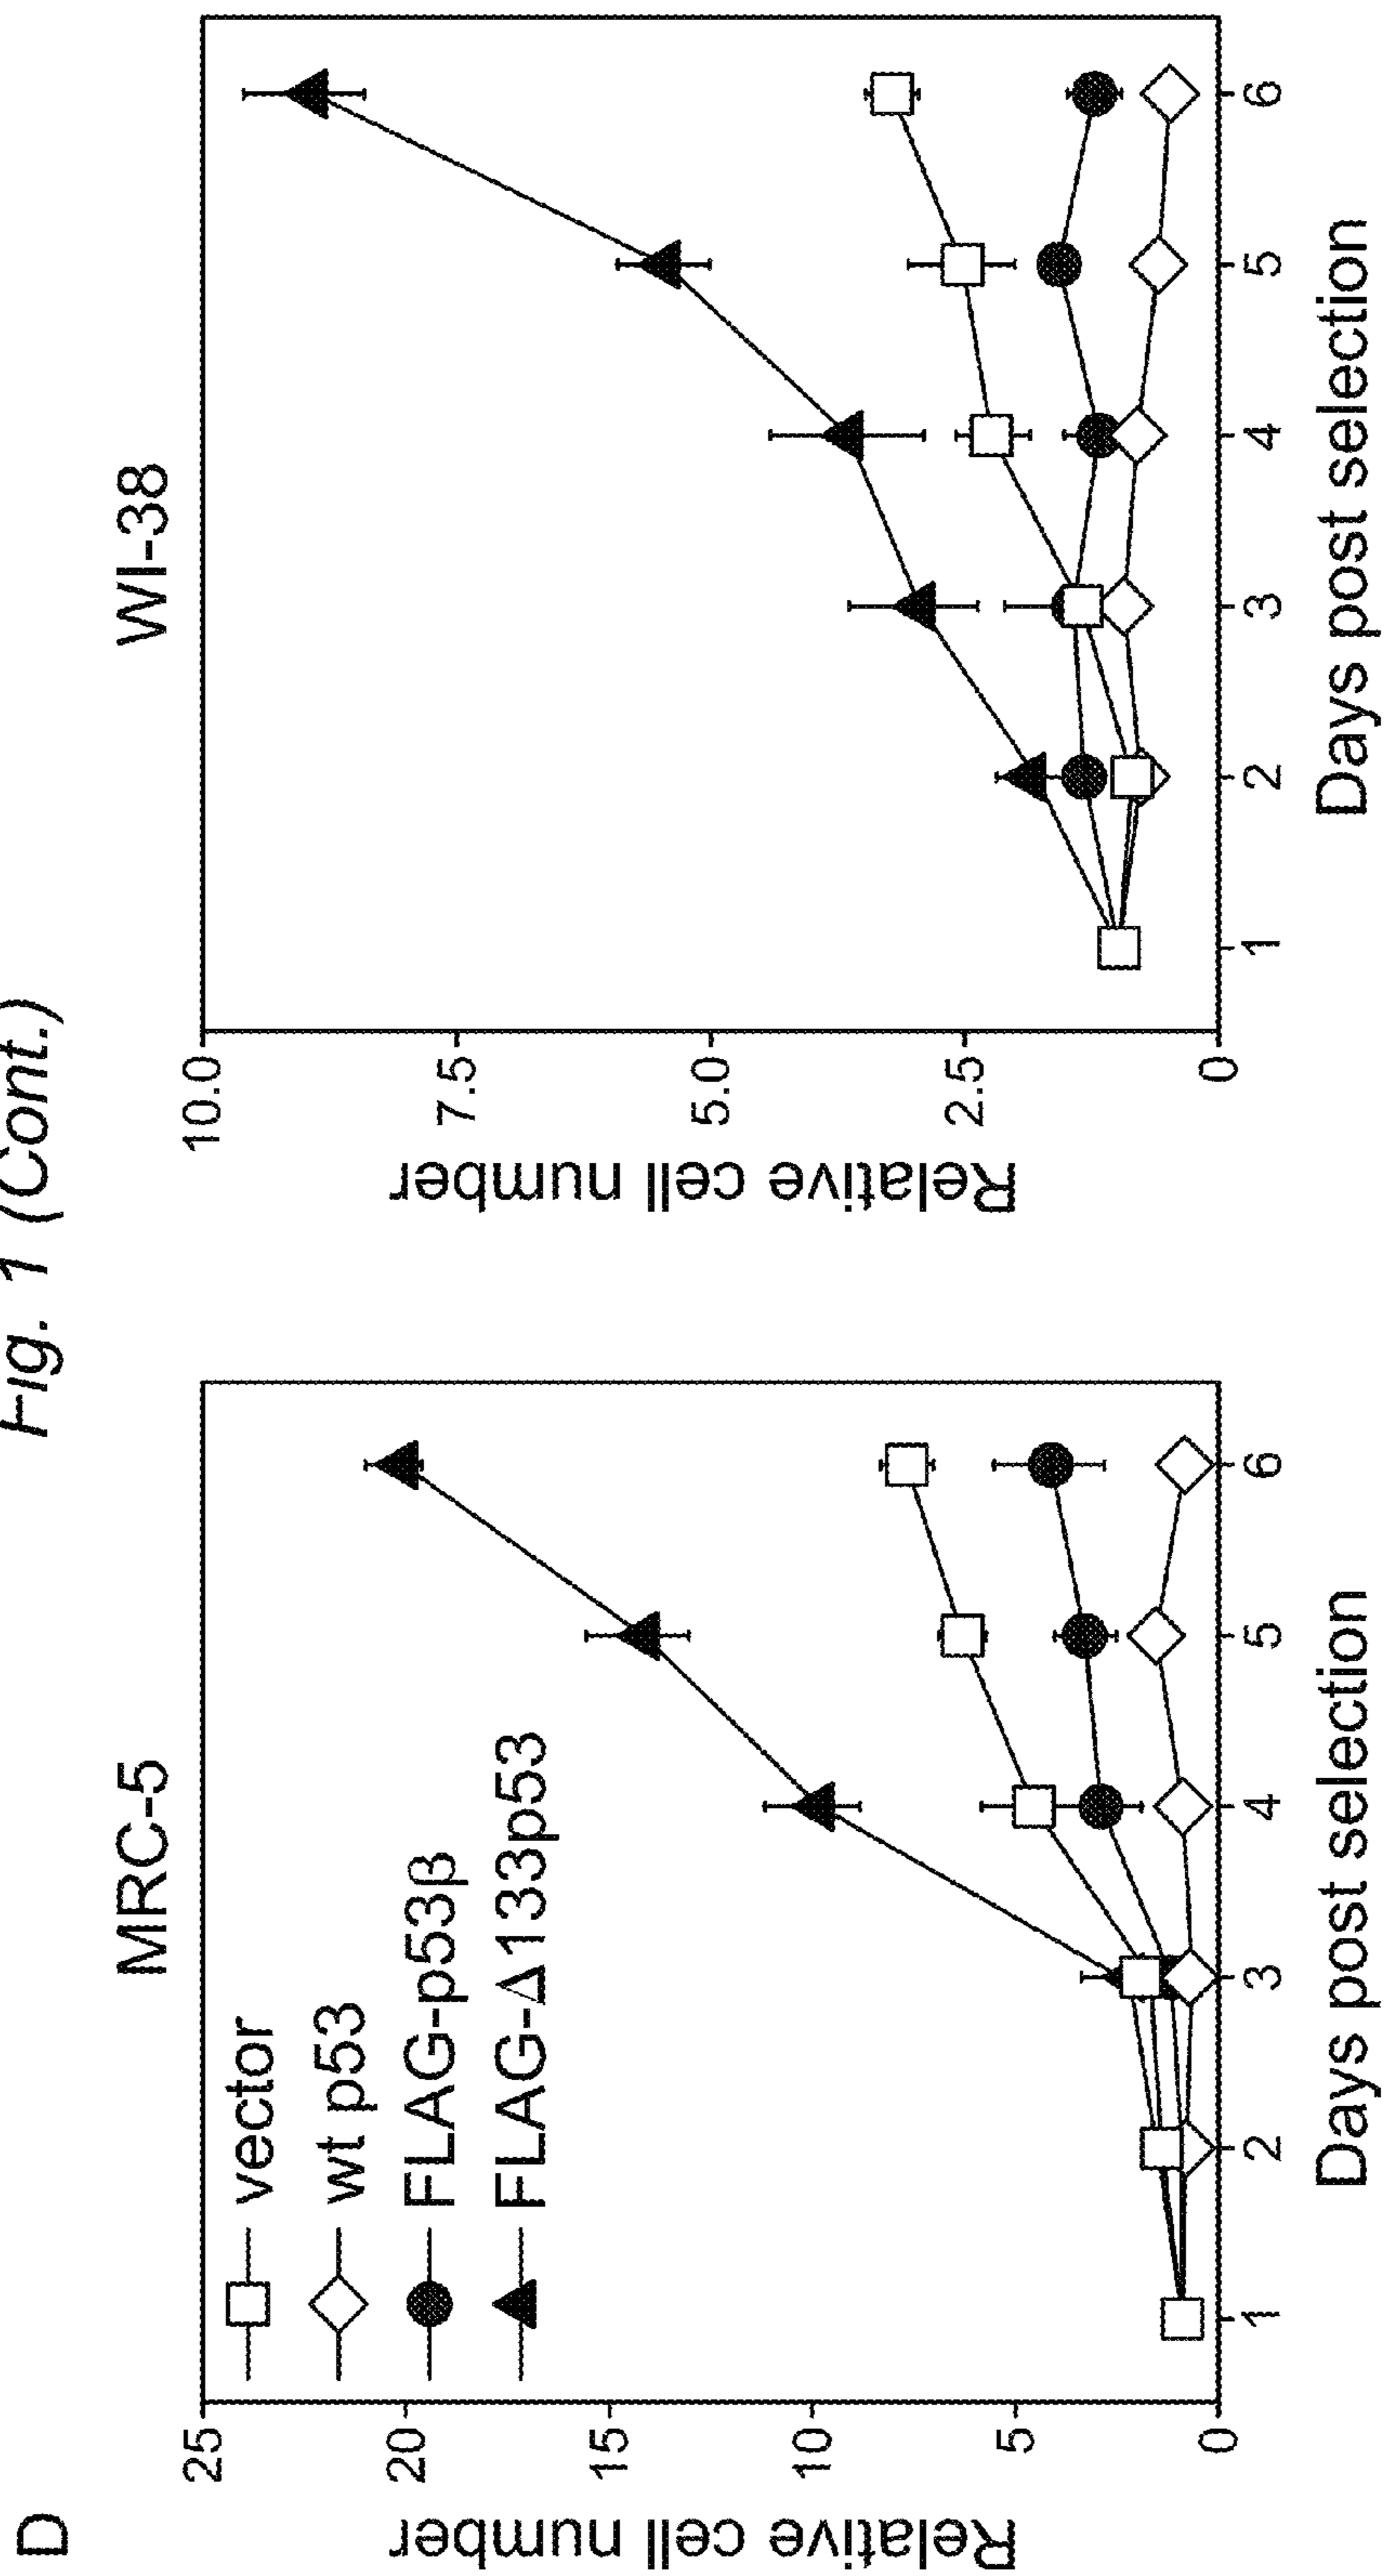 Fig. 1 (Cont.)
D
MRC-5
Relative cell number
25
20
15
10
5
0
vector
wt p53
FLAG-p53β
FLAG-Δ133p53
1 2 3 4 5 6
Days post selection
WI-38
Relative cell number
10.0
7.5
5.0
2.5
0
1 2 3 4 5 6
Days post selection